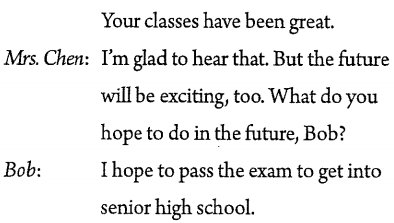 Your classes have been great.
Mrs. Chen: I'm glad to hear that. But the future
will be exciting, too. What do you
hope to do in the future, Bob?
Bob: I hope to pass the exam to get into
senior high school.